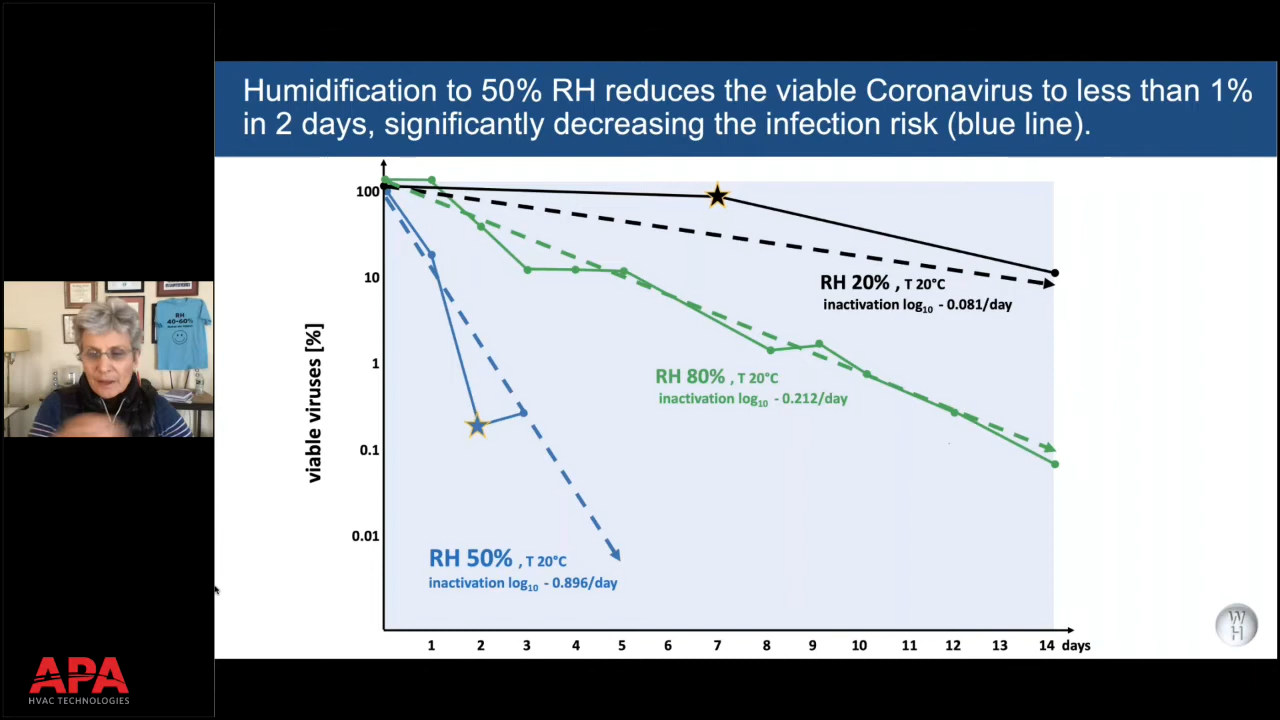 Humidification to 50% RH reduces the viable Coronavirus to less than 1%
in 2 days, significantly decreasing the infection risk (blue line).
100
10
1
0.1
0.01
viable viruses [%]
RH 20% , T 20°C
inactivation log10 - 0.081/day
RH 80% , T 20°C
inactivation log10 - 0.212/day
RH 50% , T 20°C
inactivation log10 - 0.896/day
1 2 3 4 5 6 7 8 9 10 11 12 13 14 days
RH
40-60%
W
H
APA
HVAC TECHNOLOGIES